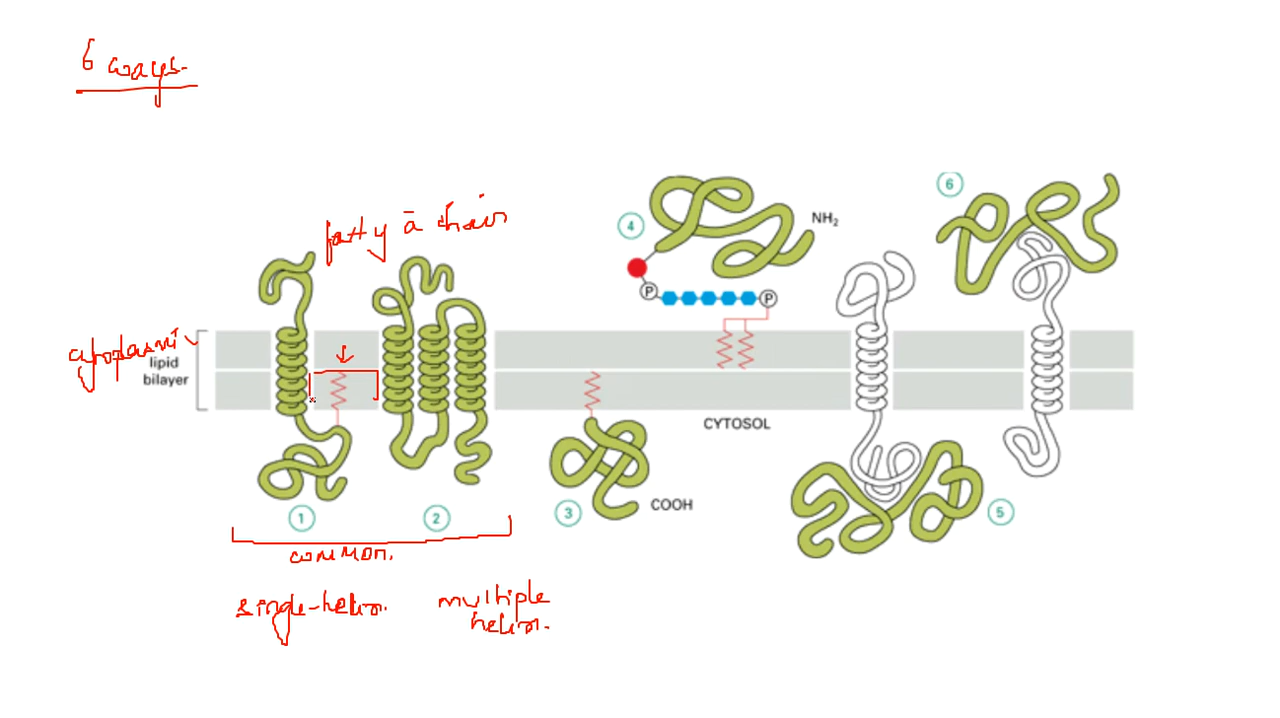 6 ways.
6
4
NH₂
fatty ā chain
P
P
lipid
bilayer
CYTOSOL
COOH
1
2
3
5
common.
single-helix.
multiple
helix.